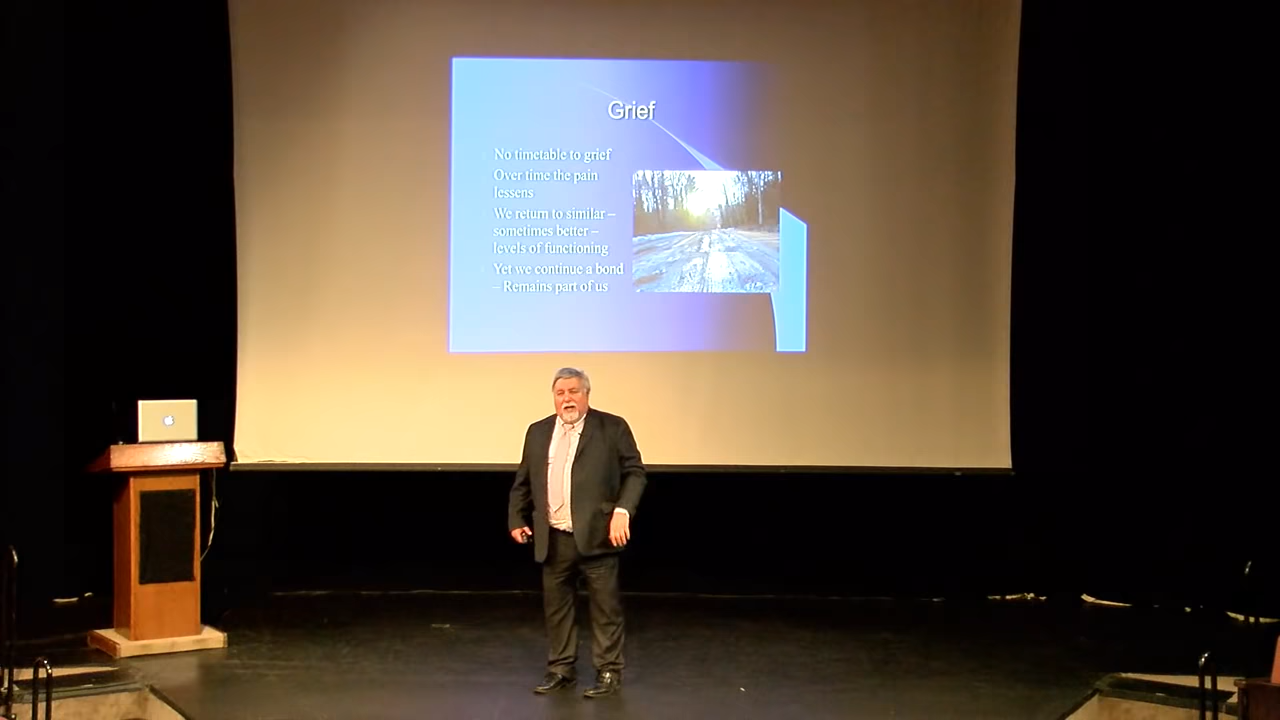 Grief
No timetable to grief
Over time the pain
lessens
We return to similar –
sometimes better –
levels of functioning
Yet we continue a bond
– Remains part of us